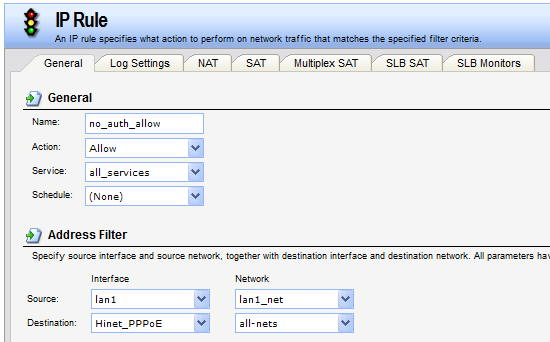 IP Rule
An IP rule specifies what action to perform on network traffic that matches the specified filter criteria.
General Log Settings NAT SAT Multiplex SAT SLB SAT SLB Monitors
General
Name: no_auth_allow
Action: Allow
Service: all_services
Schedule: (None)
Address Filter
Specify source interface and source network, together with destination interface and destination network. All parameters hav
Interface Network
Source: lan1 lan1_net
Destination: Hinet_PPPoE all-nets